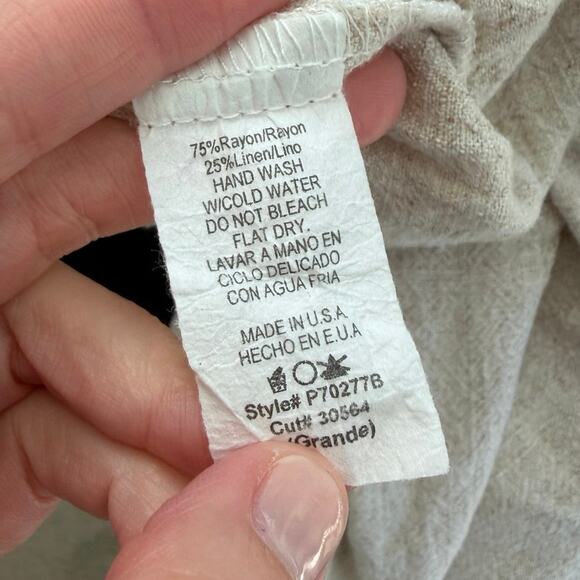 75%Rayon/Rayon
25%Linen/Lino
HAND WASH
W/COLD WATER
DO NOT BLEACH
FLAT DRY.
LAVAR A MANO EN
CICLO DELICADO
CON AGUA FRIA
MADE IN U.S.A
HECHO EN E.U.A
Style# P70277B
Cut# 30564
(Grande)